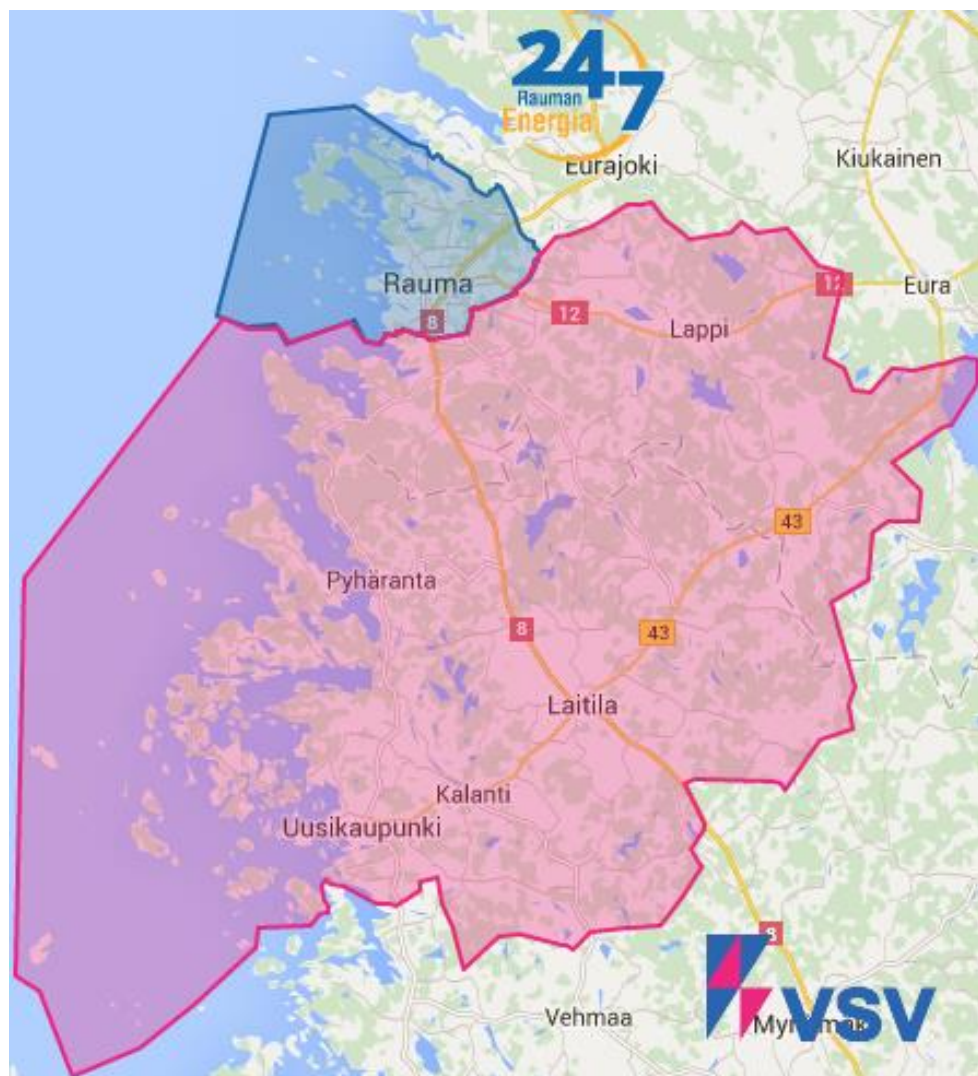 24
7
Rauman
Energia
Eurajoki
Kiukainen
Rauma
Eura
12
8
12
Lappi
43
Pyhäranta
8
43
Laitila
Kalanti
Uusikaupunki
8
VSV
Vehmaa